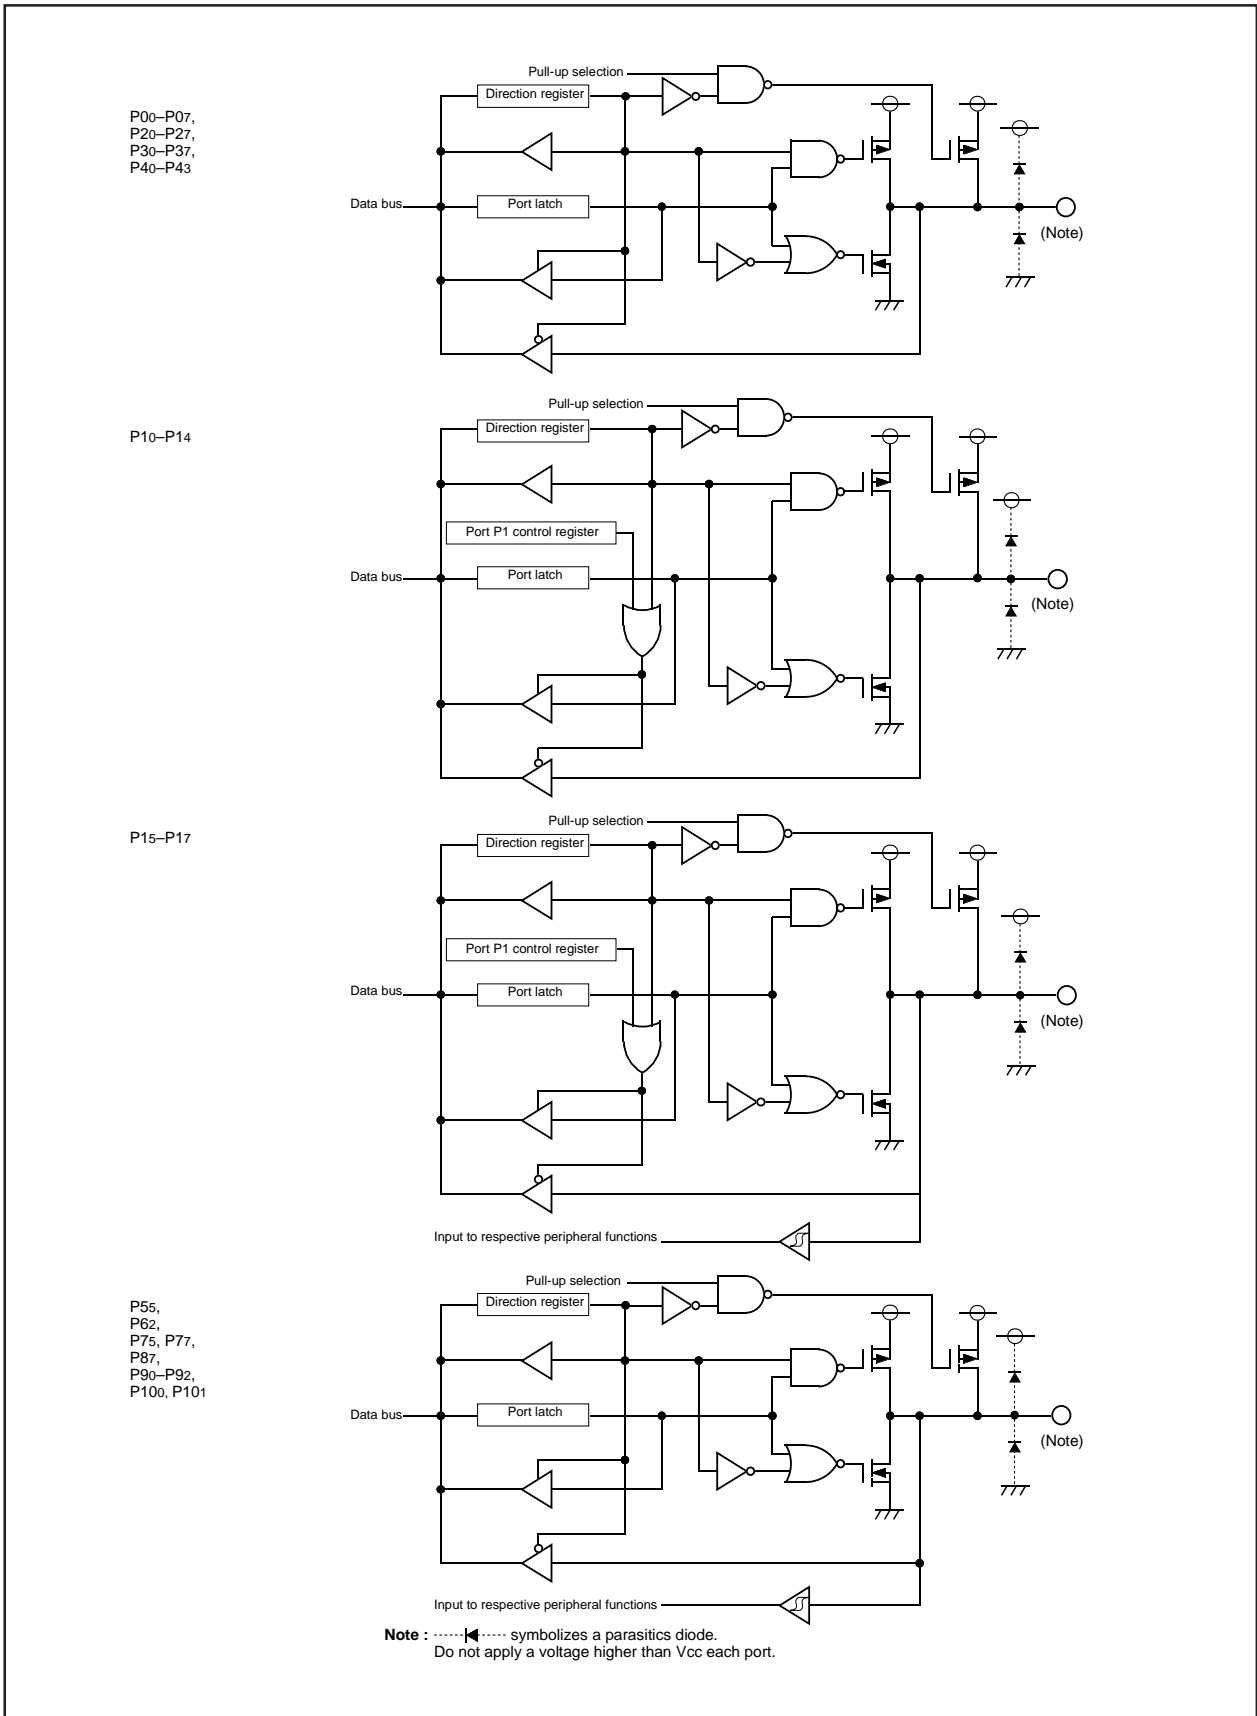 Pull-up selection
Direction register
P00–P07,
P20–P27,
P30–P37,
P40–P43
Data bus
Port latch
(Note)
Pull-up selection
Direction register
P10–P14
Port P1 control register
Data bus
Port latch
(Note)
Pull-up selection
Direction register
P15–P17
Port P1 control register
Data bus
Port latch
(Note)
Input to respective peripheral functions
Pull-up selection
Direction register
P55,
P62,
P75, P77,
P87,
P90–P92,
P100, P101
Data bus
Port latch
(Note)
Input to respective peripheral functions
Note : symbolizes a parasitics diode.
Do not apply a voltage higher than Vcc each port.